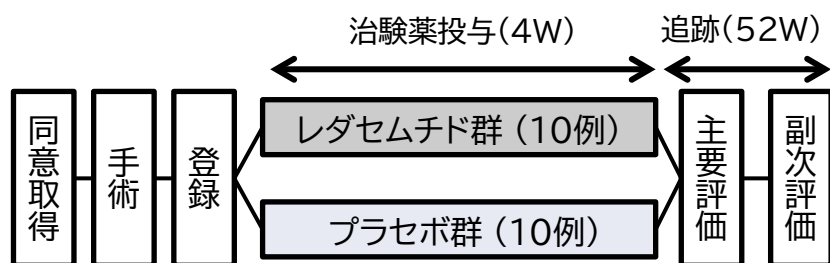 治験薬投与(4W)
追跡(52W)
同意取得
手術
登録
レダセムチド群 (10例)
プラセボ群 (10例)
主要評価
副次評価